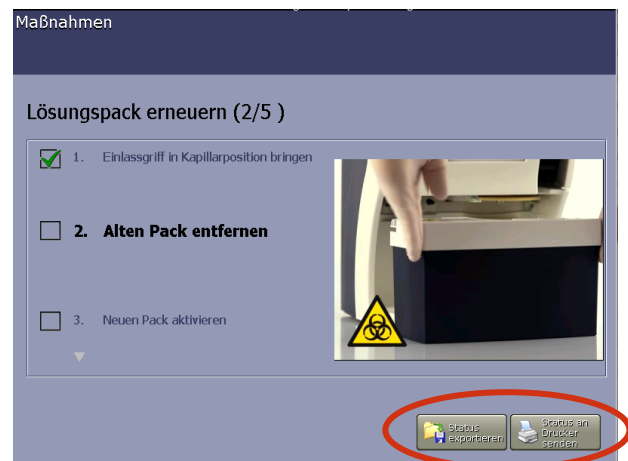 Maßnahmen
Lösungspack erneuern (2/5 )
1. Einlassgriff in Kapillarposition bringen
2. Alten Pack entfernen
3. Neuen Pack aktivieren
Status
exportieren
Status an
Drucker
senden